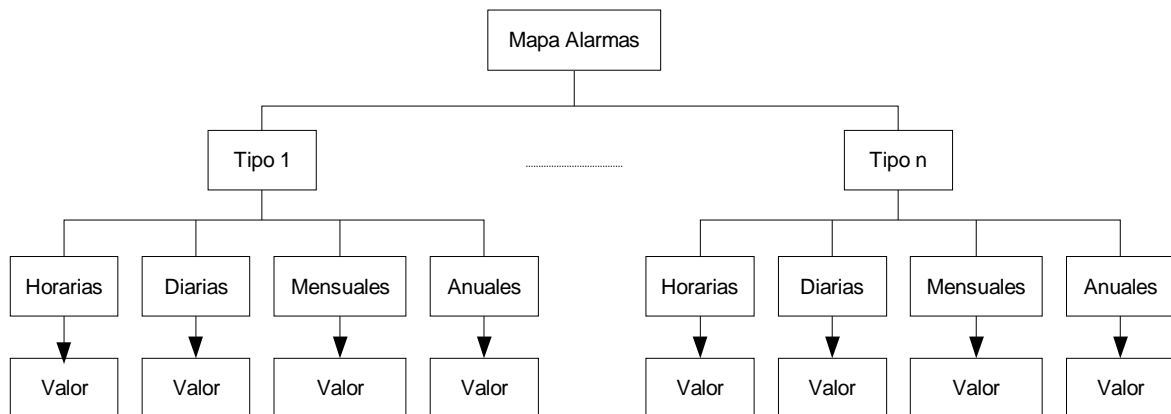 Mapa Alarmas
Tipo 1
Tipo n
Horarias
Diarias
Mensuales
Anuales
Horarias
Diarias
Mensuales
Anuales
Valor
Valor
Valor
Valor
Valor
Valor
Valor
Valor